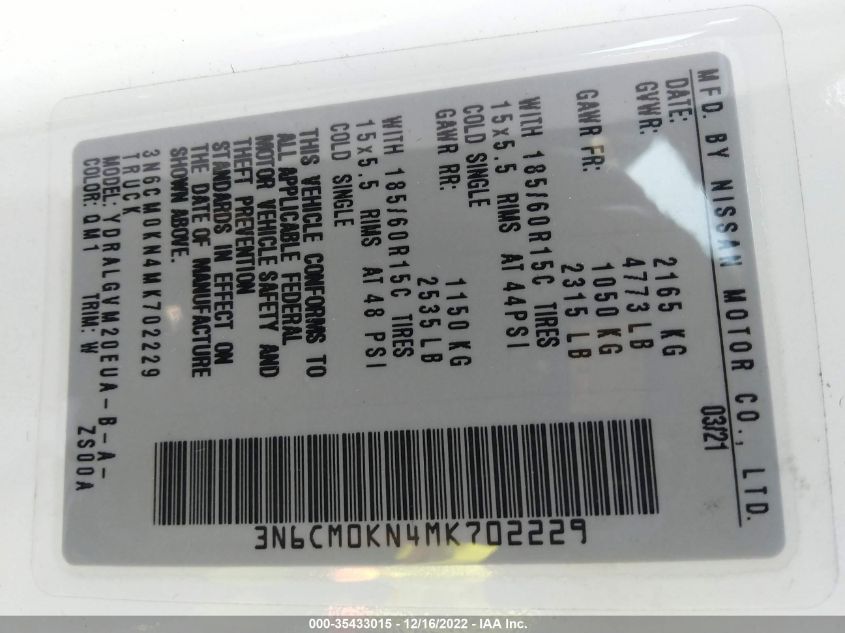 MFD. BY NISSAN MOTOR CO., LTD.
DATE: 03/21
GVWR: 2165 KG
4773 LB
GAWR FR: 1050 KG
2315 LB
WITH 185/60R15C TIRES
15x5.5 RIMS AT 44PSI
COLD SINGLE
GAWR RR: 1150 KG
2535 LB
WITH 185/60R15C TIRES
15x5.5 RIMS AT 48 PSI
COLD SINGLE
THIS VEHICLE CONFORMS TO
ALL APPLICABLE FEDERAL
MOTOR VEHICLE SAFETY AND
THEFT PREVENTION
STANDARDS IN EFFECT ON
THE DATE OF MANUFACTURE
SHOWN ABOVE.
3N6CM0KN4MK702229
TRUCK
MODEL: YDRALGVM20EUA-B-A-
COLOR: QM1 TRIM: W ZS00A
3N6CM0KN4MK702229
000-35433015 - 12/16/2022 - IAA Inc.